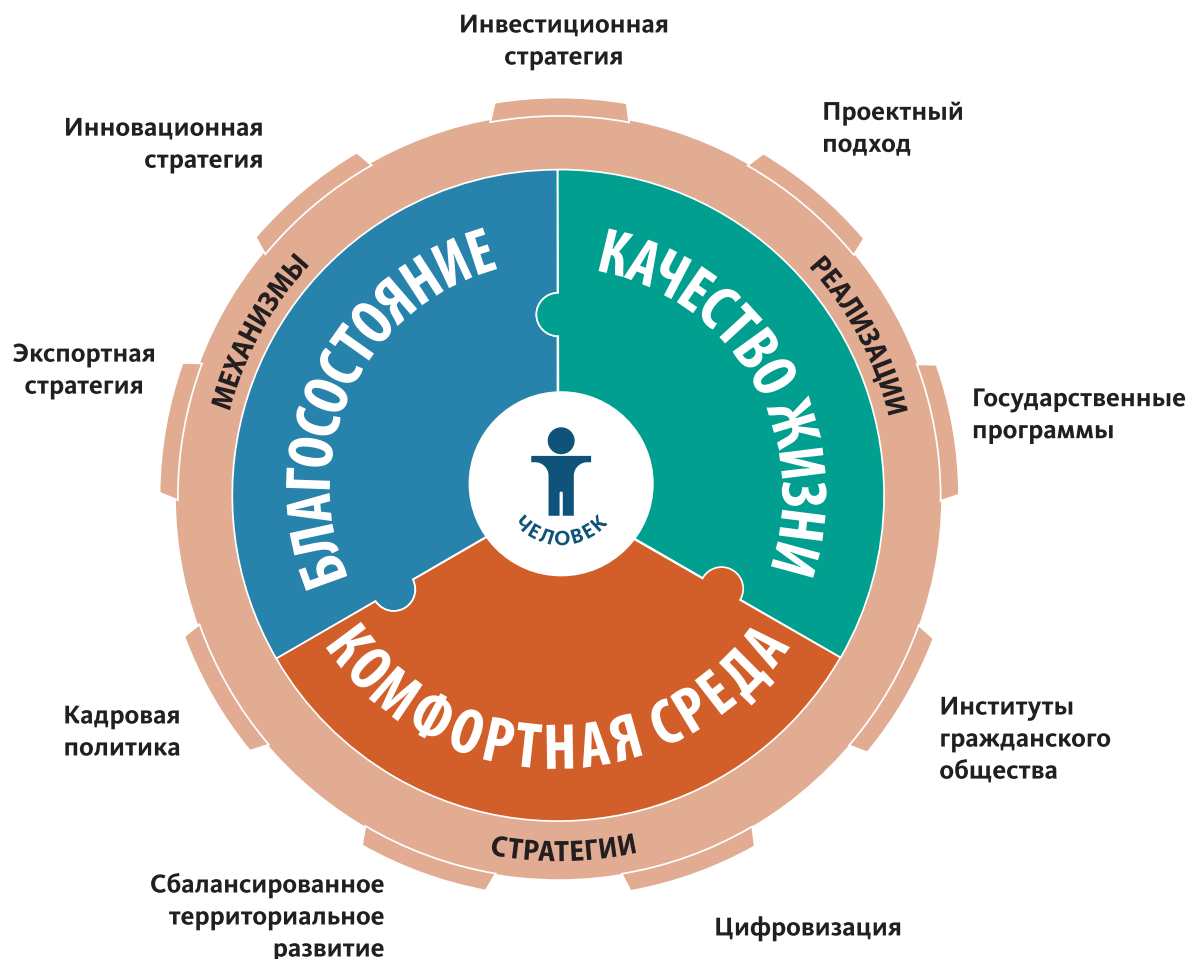 Инвестиционная
стратегия
Инновационная
стратегия
Проектный
подход
МЕХАНИЗМЫ
РЕАЛИЗАЦИИ
СТРАТЕГИИ
БЛАГОСОСТОЯНИЕ
КАЧЕСТВО ЖИЗНИ
Экспортная
стратегия
Государственные
программы
ЧЕЛОВЕК
КОМФОРТНАЯ СРЕДА
Кадровая
политика
Институты
гражданского
общества
Сбалансированное
территориальное
развитие
Цифровизация